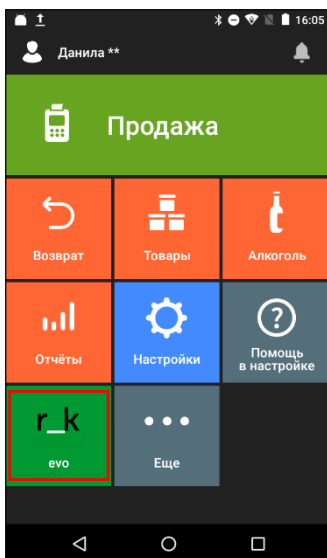 16:05
Данила **
Продажа
Возврат
Товары
Алкоголь
Отчёты
Настройки
Помощь
в настройке
r_k
evo
Еще